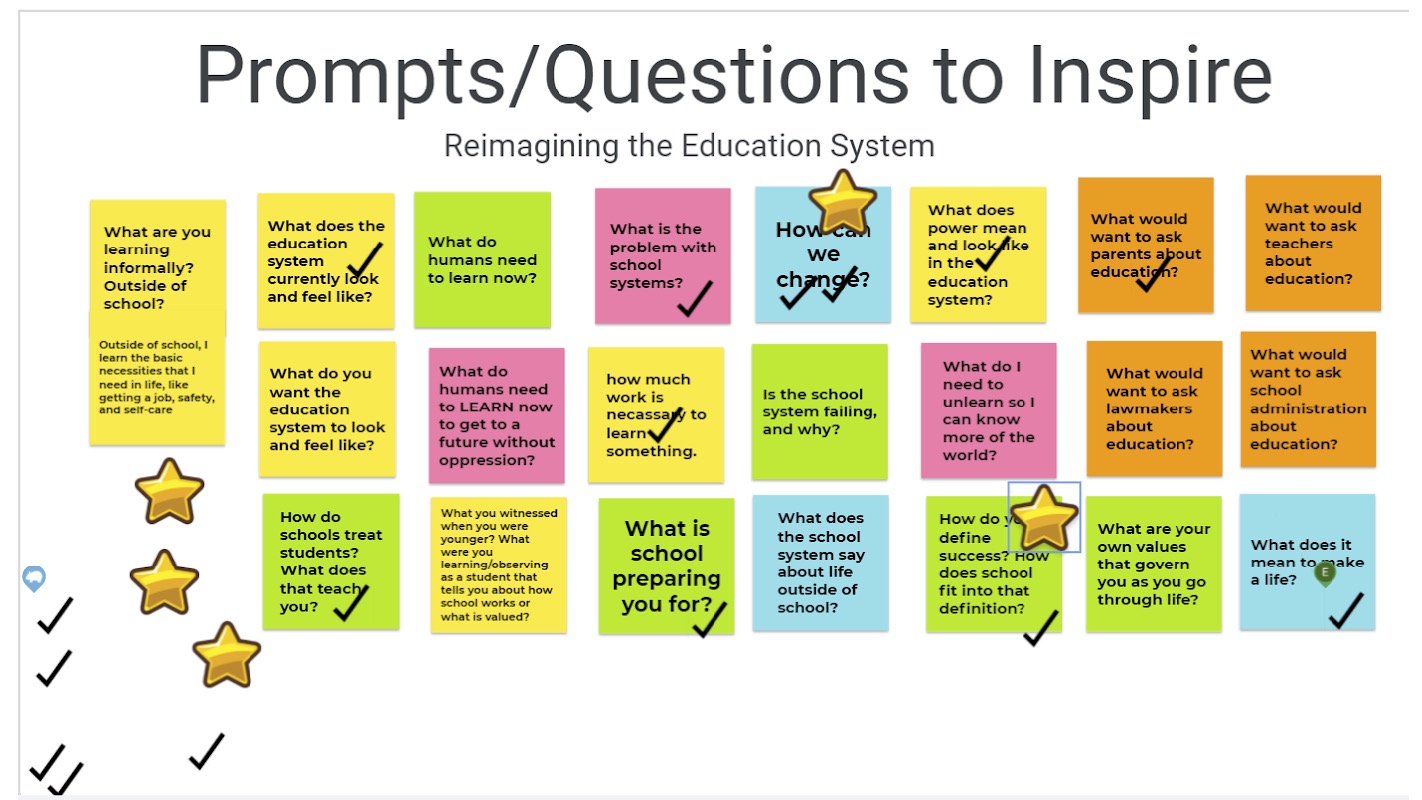 Prompts/Questions to Inspire
Reimagining the Education System
What are you
learning
informally?
Outside of
school?
What does the
education
system
currently look
and feel like?
What do
humans need
to learn now?
What is the
problem with
school
systems?
How can
we
change?
What does
power mean
and look like
in the
education
system?
What would
want to ask
parents about
education?
What would
want to ask
teachers
about
education?
Outside of school, I
learn the basic
necessities that I
need in life, like
getting a job, safety,
and self-care
What do you
want the
education
system to look
and feel like?
What do
humans need
to LEARN now
to get to a
future without
oppression?
how much
work is
necassary to
learn
something.
Is the school
system failing,
and why?
What do I
need to
unlearn so I
can know
more of the
world?
What would
want to ask
lawmakers
about
education?
What would
want to ask
school
administration
about
education?
How do
schools treat
students?
What does
that teach
you?
What you witnessed
when you were
younger? What
were you
learning/observing
as a student that
tells you about how
school works or
what is valued?
What is
school
preparing
you for?
What does
the school
system say
about life
outside of
school?
How do you
define
success? How
does school
fit into that
definition?
What are your
own values
that govern
you as you go
through life?
What does it
mean to make
a life?
E